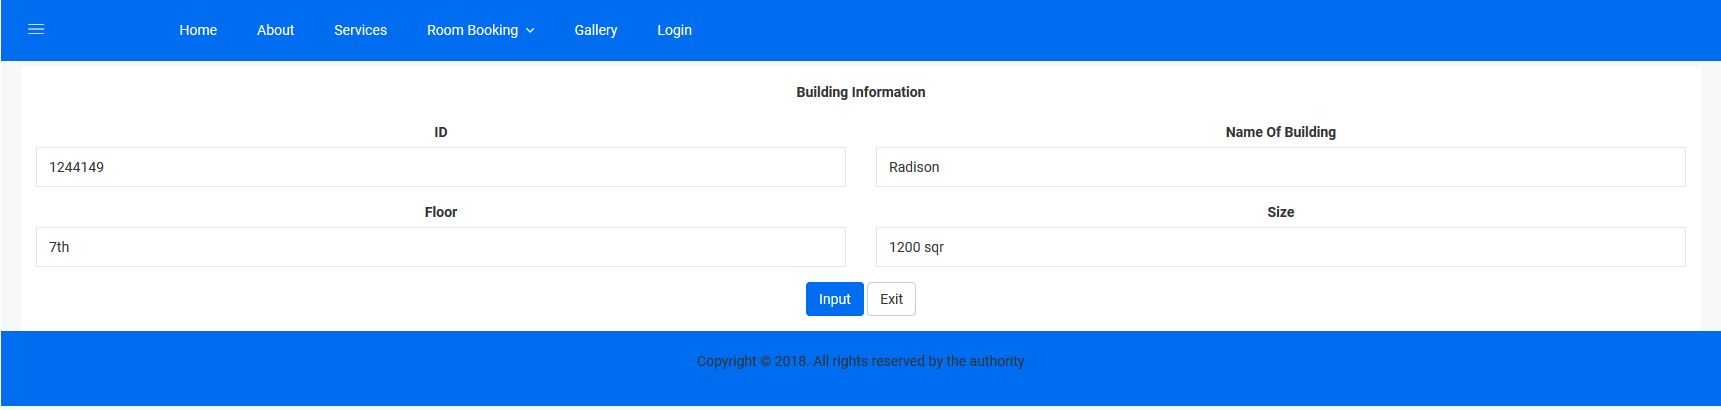 Home About Services Room Booking Gallery Login
Building Information
ID Name Of Building
1244149 Radison
Floor Size
7th 1200 sqr
Input Exit
Copyright © 2018. All rights reserved by the authority